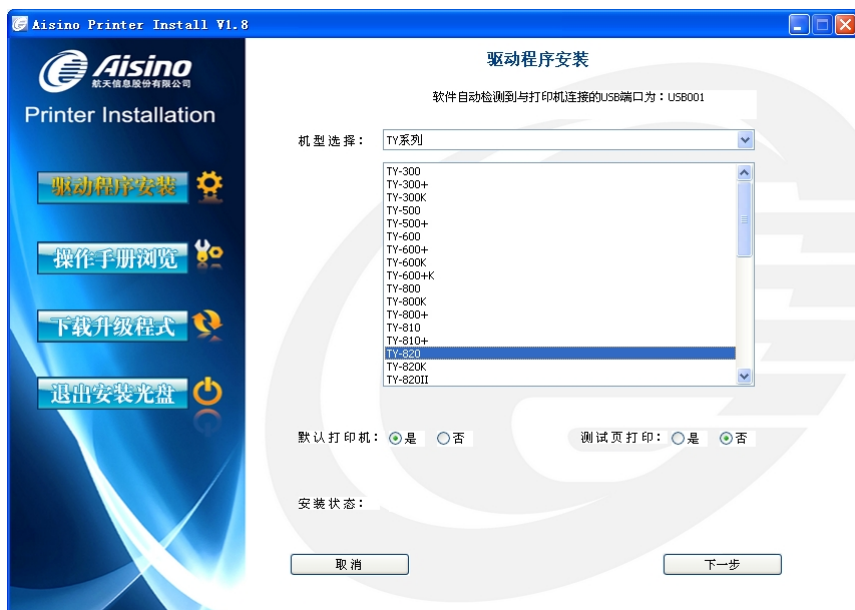 Aisino Printer Install V1.8
Aisino
航天信息股份有限公司
Printer Installation
驱动程序安装
操作手册浏览
下载升级程式
退出安装光盘
驱动程序安装
软件自动检测到与打印机连接的USB端口为：USB001
机型选择：
TY系列
TY-300
TY-300+
TY-300K
TY-500
TY-500+
TY-600
TY-600+
TY-600K
TY-600+K
TY-800
TY-800K
TY-800+
TY-810
TY-810+
TY-820
TY-820K
TY-820II
默认打印机： 是 否 测试页打印： 是 否
安装状态：
取消 下一步